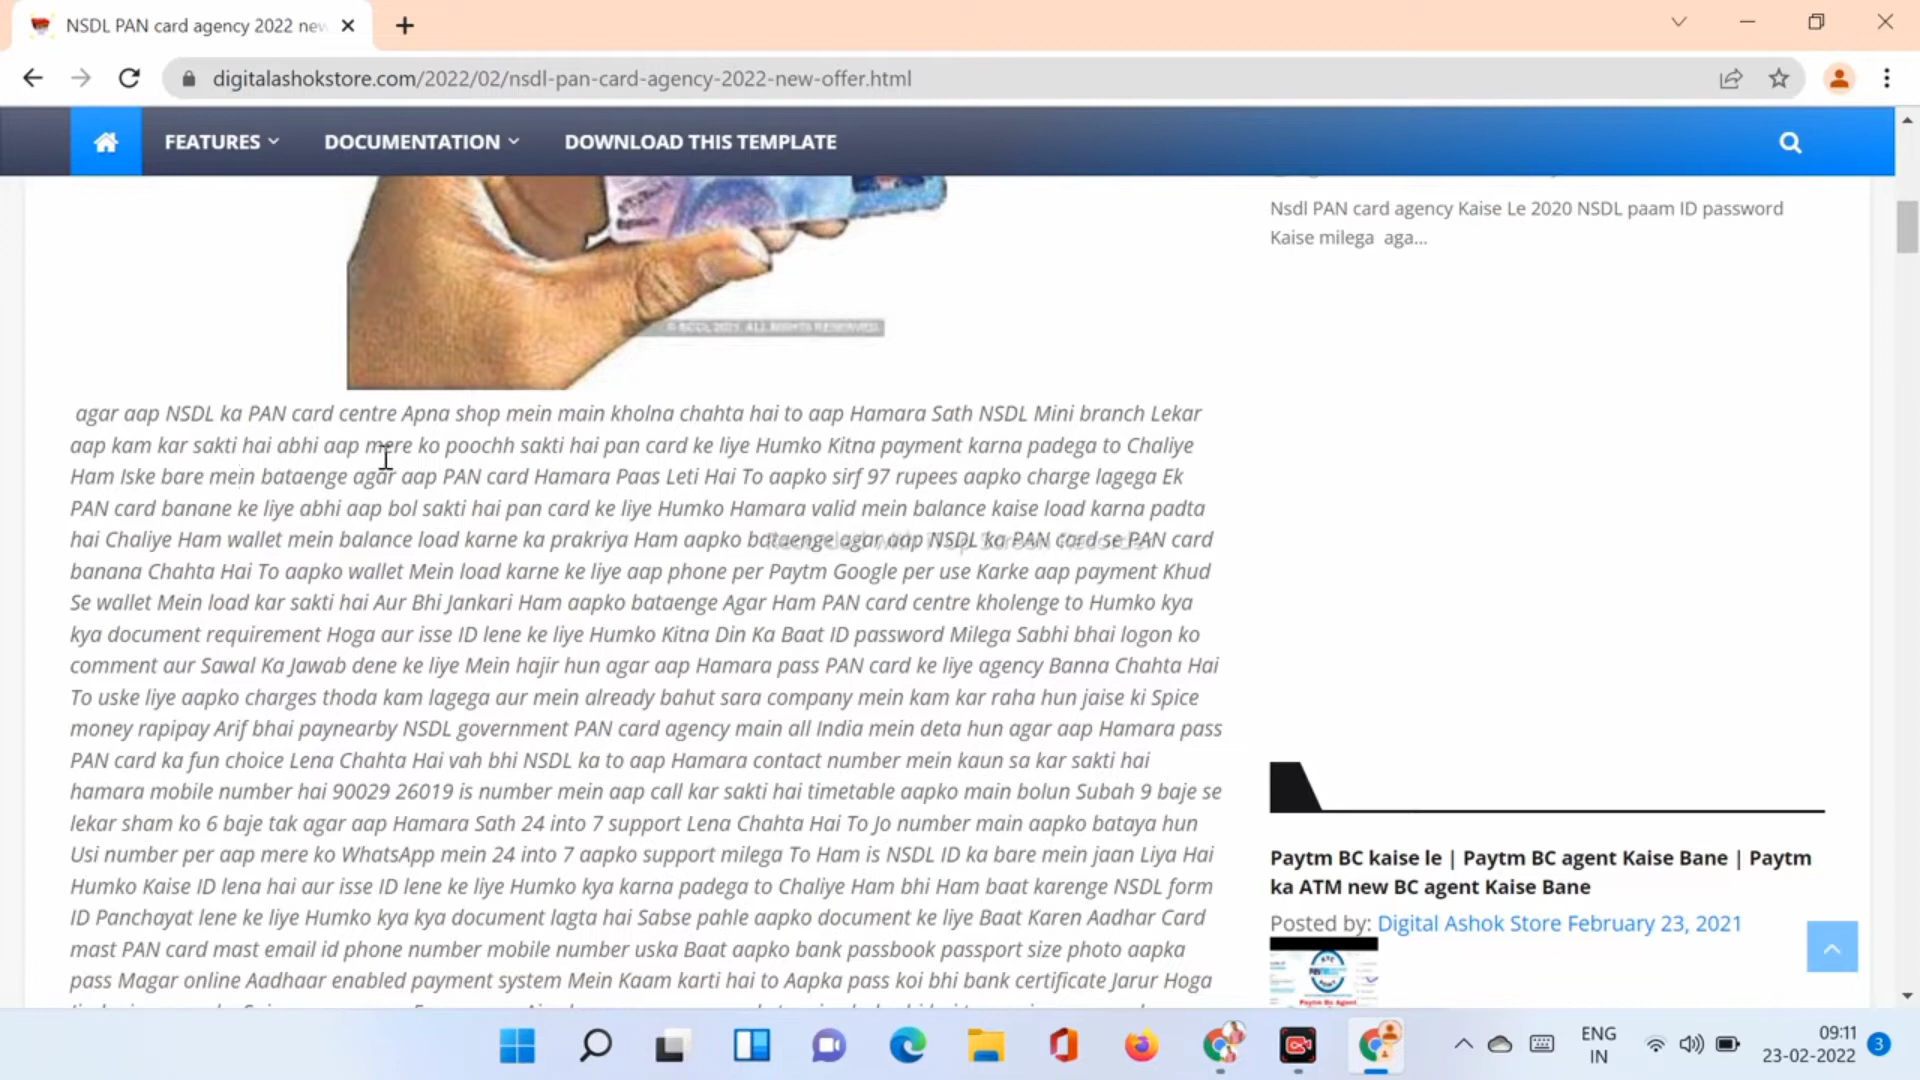 NSDL PAN card agency 2022 new
digitalashokstore.com/2022/02/nsdl-pan-card-agency-2022-new-offer.html
FEATURES
DOCUMENTATION
DOWNLOAD THIS TEMPLATE
Nsdl PAN card agency Kaise Le 2020 NSDL paam ID password
Kaise milega aga...
© NSDL 2021. ALL RIGHTS RESERVED.
agar aap NSDL ka PAN card centre Apna shop mein main kholna chahta hai to aap Hamara Sath NSDL Mini branch Lekar
aap kam kar sakti hai abhi aap mere ko poochh sakti hai pan card ke liye Humko Kitna payment karna padega to Chaliye
Ham Iske bare mein bataenge agar aap PAN card Hamara Paas Leti Hai To aapko sirf 97 rupees aapko charge lagega Ek
PAN card banane ke liye abhi aap bol sakti hai pan card ke liye Humko Hamara valid mein balance kaise load karna padta
hai Chaliye Ham wallet mein balance load karne ka prakriya Ham aapko bataenge agar aap NSDL ka PAN card se PAN card
Recorded with iTop Screen Recorder
banana Chahta Hai To aapko wallet Mein load karne ke liye aap phone per Paytm Google per use Karke aap payment Khud
Se wallet Mein load kar sakti hai Aur Bhi Jankari Ham aapko bataenge Agar Ham PAN card centre kholenge to Humko kya
kya document requirement Hoga aur isse ID lene ke liye Humko Kitna Din Ka Baat ID password Milega Sabhi bhai logon ko
comment aur Sawal Ka Jawab dene ke liye Mein hajir hun agar aap Hamara pass PAN card ke liye agency Banna Chahta Hai
To uske liye aapko charges thoda kam lagega aur mein already bahut sara company mein kam kar raha hun jaise ki Spice
money rapipay Arif bhai paynearby NSDL government PAN card agency main all India mein deta hun agar aap Hamara pass
PAN card ka fun choice Lena Chahta Hai vah bhi NSDL ka to aap Hamara contact number mein kaun sa kar sakti hai
hamara mobile number hai 90029 26019 is number mein aap call kar sakti hai timetable aapko main bolun Subah 9 baje se
lekar sham ko 6 baje tak agar aap Hamara Sath 24 into 7 support Lena Chahta Hai To Jo number main aapko bataya hun
Usi number per aap mere ko WhatsApp mein 24 into 7 aapko support milega To Ham is NSDL ID ka bare mein jaan Liya Hai
Humko Kaise ID lena hai aur isse ID lene ke liye Humko kya karna padega to Chaliye Ham bhi Ham baat karenge NSDL form
ID Panchayat lene ke liye Humko kya kya document lagta hai Sabse pahle aapko document ke liye Baat Karen Aadhar Card
mast PAN card mast email id phone number mobile number uska Baat aapko bank passbook passport size photo aapka
pass Magar online Aadhaar enabled payment system Mein Kaam karti hai to Aapka pass koi bhi bank certificate Jarur Hoga
Paytm BC kaise le | Paytm BC agent Kaise Bane | Paytm
ka ATM new BC agent Kaise Bane
Posted by: Digital Ashok Store February 23, 2021
Paytm Bc Agent
ENG
IN
09:11
23-02-2022
3